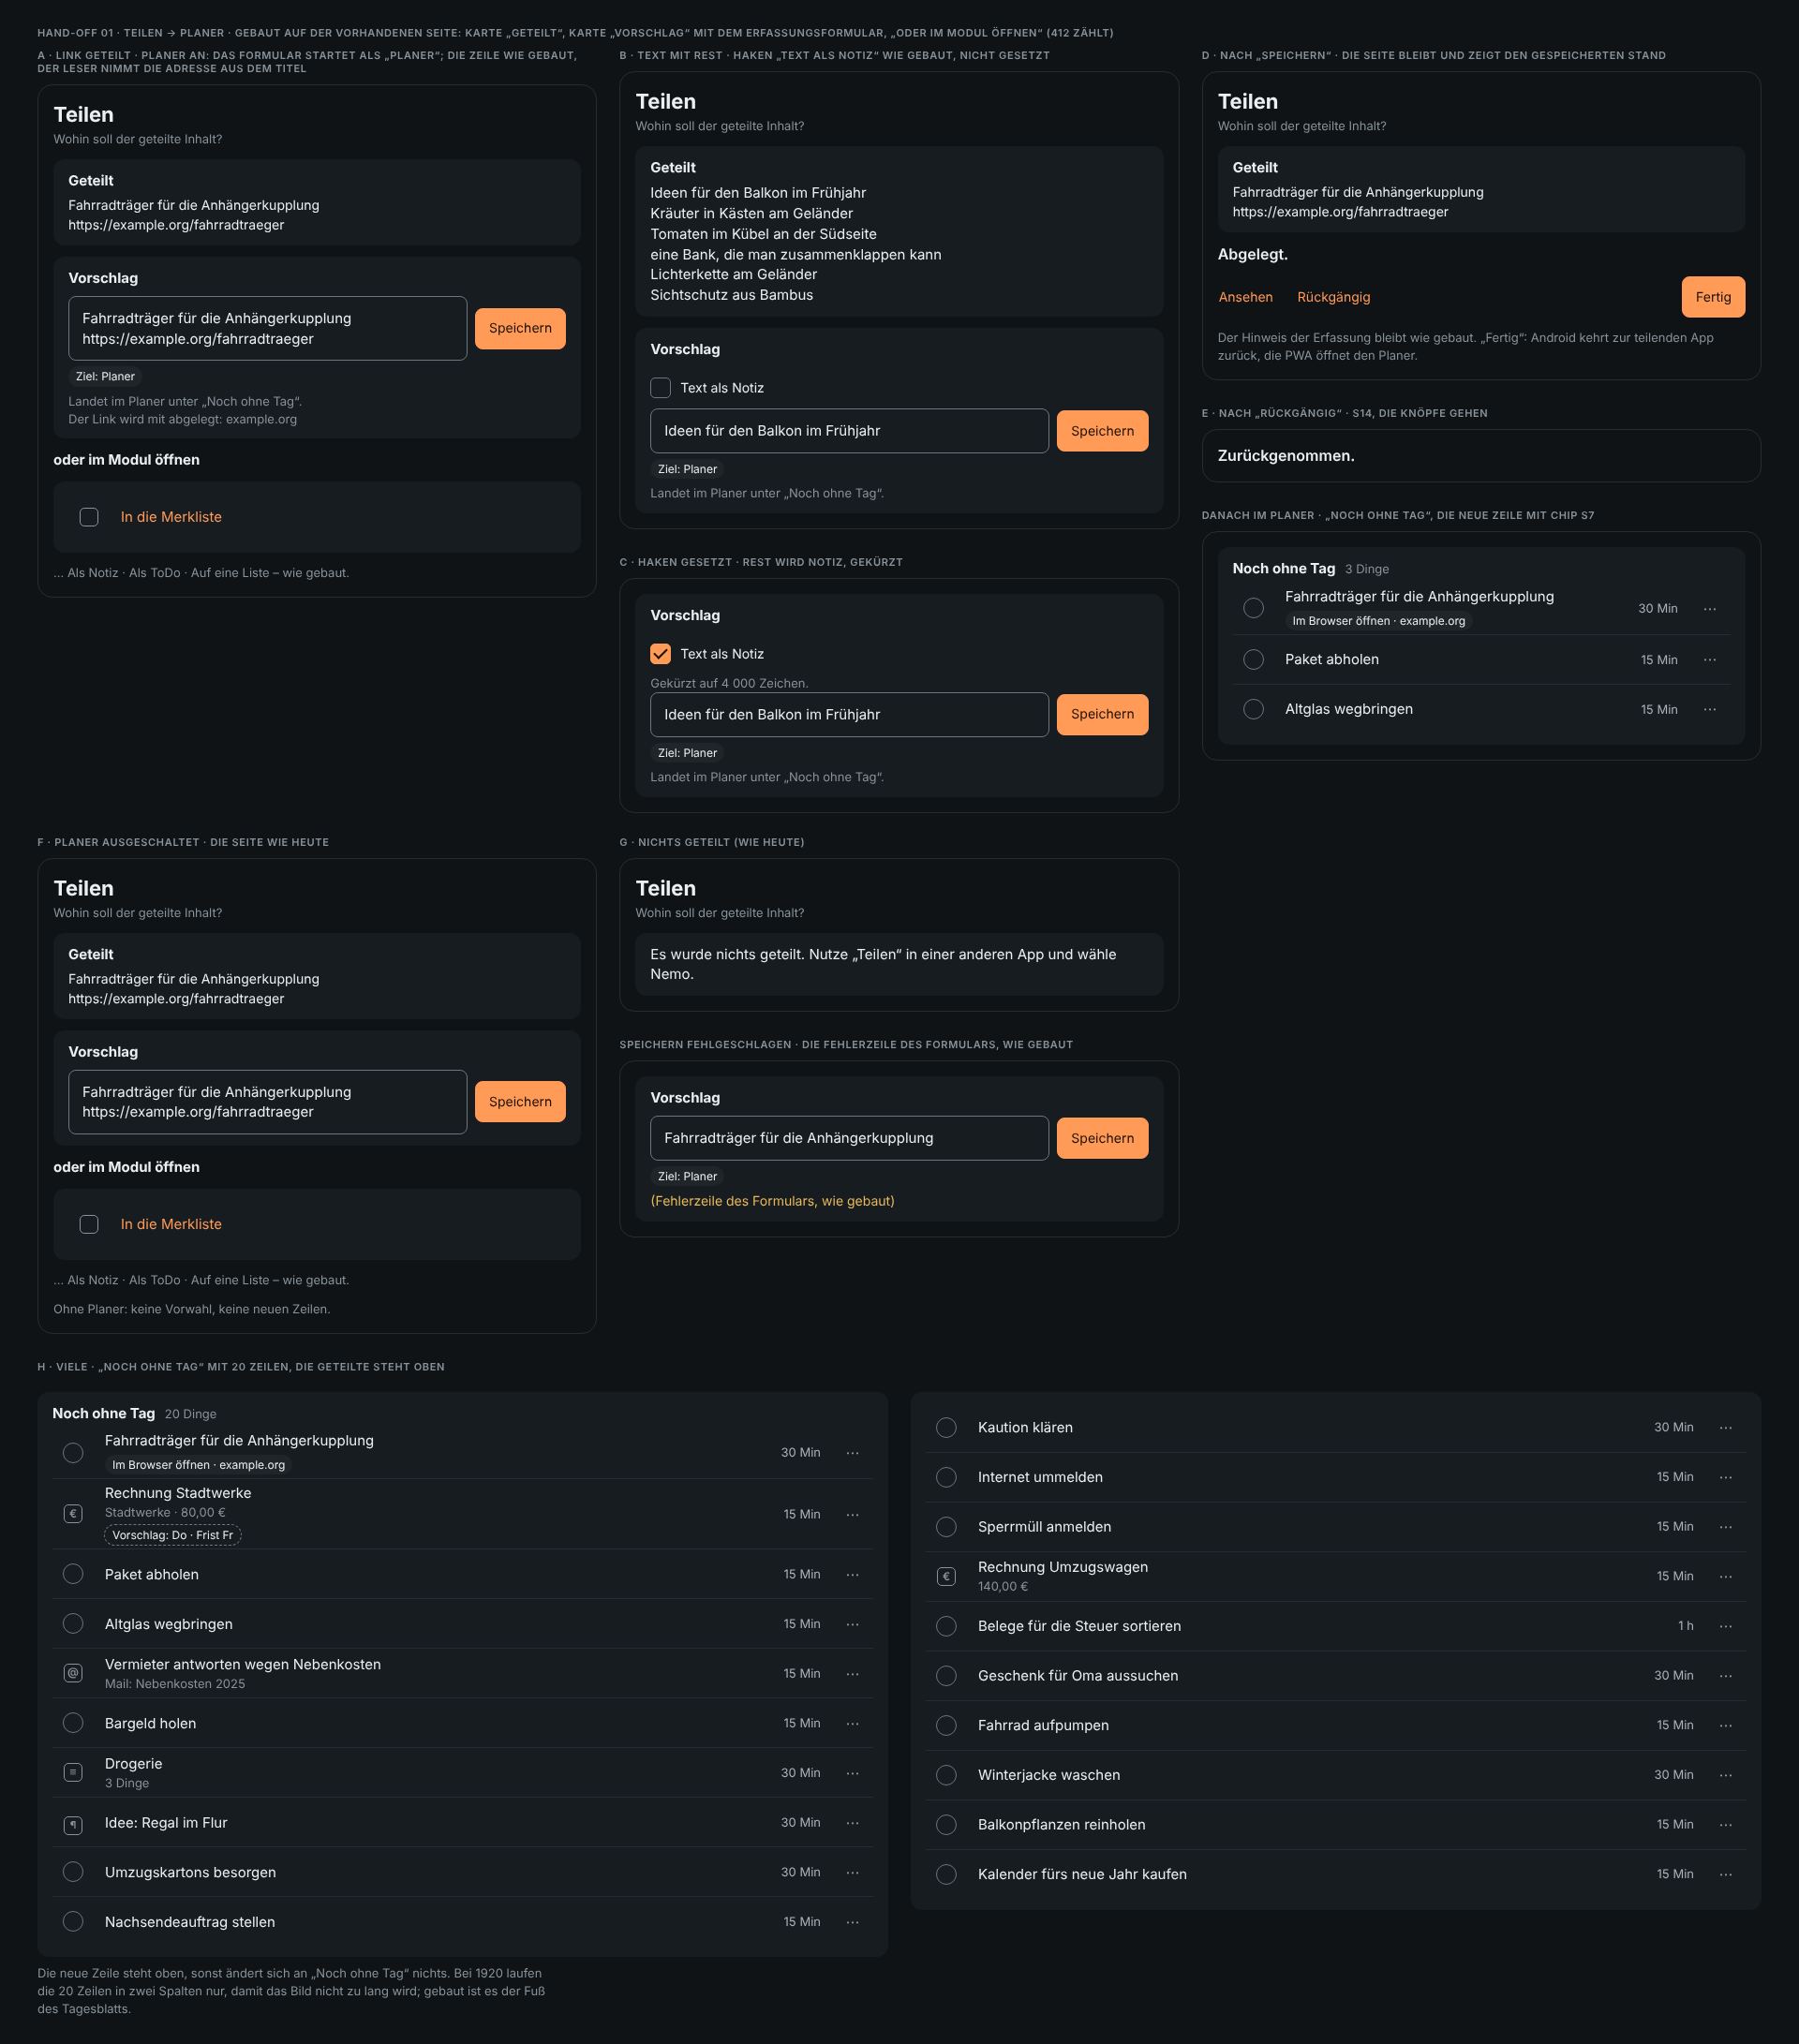 HAND-OFF 01 · TEILEN → PLANER · GEBAUT AUF DER VORHANDENEN SEITE: KARTE „GETEILT“, KARTE „VORSCHLAG“ MIT DEM ERFASSUNGSFORMULAR, „ODER IM MODUL ÖFFNEN“ (412 ZÄHLT)
A · LINK GETEILT · PLANER AN: DAS FORMULAR STARTET ALS „PLANER“; DIE ZEILE WIE GEBAUT,
DER LESER NIMMT DIE ADRESSE AUS DEM TITEL
Teilen
Wohin soll der geteilte Inhalt?
Geteilt
Fahrradträger für die Anhängerkupplung
https://example.org/fahrradtraeger
Vorschlag
Fahrradträger für die Anhängerkupplung
https://example.org/fahrradtraeger
Speichern
Ziel: Planer
Landet im Planer unter „Noch ohne Tag“.
Der Link wird mit abgelegt: example.org
oder im Modul öffnen
In die Merkliste
… Als Notiz · Als ToDo · Auf eine Liste – wie gebaut.
B · TEXT MIT REST · HAKEN „TEXT ALS NOTIZ“ WIE GEBAUT, NICHT GESETZT
Teilen
Wohin soll der geteilte Inhalt?
Geteilt
Ideen für den Balkon im Frühjahr
Kräuter in Kästen am Geländer
Tomaten im Kübel an der Südseite
eine Bank, die man zusammenklappen kann
Lichterkette am Geländer
Sichtschutz aus Bambus
Vorschlag
Text als Notiz
Ideen für den Balkon im Frühjahr
Speichern
Ziel: Planer
Landet im Planer unter „Noch ohne Tag“.
C · HAKEN GESETZT · REST WIRD NOTIZ, GEKÜRZT
Vorschlag
Text als Notiz
Gekürzt auf 4 000 Zeichen.
Ideen für den Balkon im Frühjahr
Speichern
Ziel: Planer
Landet im Planer unter „Noch ohne Tag“.
D · NACH „SPEICHERN“ · DIE SEITE BLEIBT UND ZEIGT DEN GESPEICHERTEN STAND
Teilen
Wohin soll der geteilte Inhalt?
Geteilt
Fahrradträger für die Anhängerkupplung
https://example.org/fahrradtraeger
Abgelegt.
Ansehen Rückgängig Fertig
Der Hinweis der Erfassung bleibt wie gebaut. „Fertig“: Android kehrt zur teilenden App
zurück, die PWA öffnet den Planer.
E · NACH „RÜCKGÄNGIG“ · S14, DIE KNÖPFE GEHEN
Zurückgenommen.
DANACH IM PLANER · „NOCH OHNE TAG“, DIE NEUE ZEILE MIT CHIP S7
Noch ohne Tag 3 Dinge
Fahrradträger für die Anhängerkupplung
Im Browser öffnen · example.org
30 Min ⋯
Paket abholen 15 Min ⋯
Altglas wegbringen 15 Min ⋯
F · PLANER AUSGESCHALTET · DIE SEITE WIE HEUTE
Teilen
Wohin soll der geteilte Inhalt?
Geteilt
Fahrradträger für die Anhängerkupplung
https://example.org/fahrradtraeger
Vorschlag
Fahrradträger für die Anhängerkupplung
https://example.org/fahrradtraeger
Speichern
oder im Modul öffnen
In die Merkliste
… Als Notiz · Als ToDo · Auf eine Liste – wie gebaut.
Ohne Planer: keine Vorwahl, keine neuen Zeilen.
G · NICHTS GETEILT (WIE HEUTE)
Teilen
Wohin soll der geteilte Inhalt?
Es wurde nichts geteilt. Nutze „Teilen“ in einer anderen App und wähle
Nemo.
SPEICHERN FEHLGESCHLAGEN · DIE FEHLERZEILE DES FORMULARS, WIE GEBAUT
Vorschlag
Fahrradträger für die Anhängerkupplung
Speichern
Ziel: Planer
(Fehlerzeile des Formulars, wie gebaut)
H · VIELE · „NOCH OHNE TAG“ MIT 20 ZEILEN, DIE GETEILTE STEHT OBEN
Noch ohne Tag 20 Dinge
Fahrradträger für die Anhängerkupplung
Im Browser öffnen · example.org
30 Min ⋯
€ Rechnung Stadtwerke
Stadtwerke · 80,00 €
Vorschlag: Do · Frist Fr
15 Min ⋯
Paket abholen 15 Min ⋯
Altglas wegbringen 15 Min ⋯
@ Vermieter antworten wegen Nebenkosten
Mail: Nebenkosten 2025
15 Min ⋯
Bargeld holen 15 Min ⋯
≡ Drogerie
3 Dinge
30 Min ⋯
¶ Idee: Regal im Flur 30 Min ⋯
Umzugskartons besorgen 30 Min ⋯
Nachsendeauftrag stellen 15 Min ⋯
Kaution klären 30 Min ⋯
Internet ummelden 15 Min ⋯
Sperrmüll anmelden 15 Min ⋯
€ Rechnung Umzugswagen
140,00 €
15 Min ⋯
Belege für die Steuer sortieren 1 h ⋯
Geschenk für Oma aussuchen 30 Min ⋯
Fahrrad aufpumpen 15 Min ⋯
Winterjacke waschen 30 Min ⋯
Balkonpflanzen reinholen 15 Min ⋯
Kalender fürs neue Jahr kaufen 15 Min ⋯
Die neue Zeile steht oben, sonst ändert sich an „Noch ohne Tag“ nichts. Bei 1920 laufen
die 20 Zeilen in zwei Spalten nur, damit das Bild nicht zu lang wird; gebaut ist es der Fuß
des Tagesblatts.